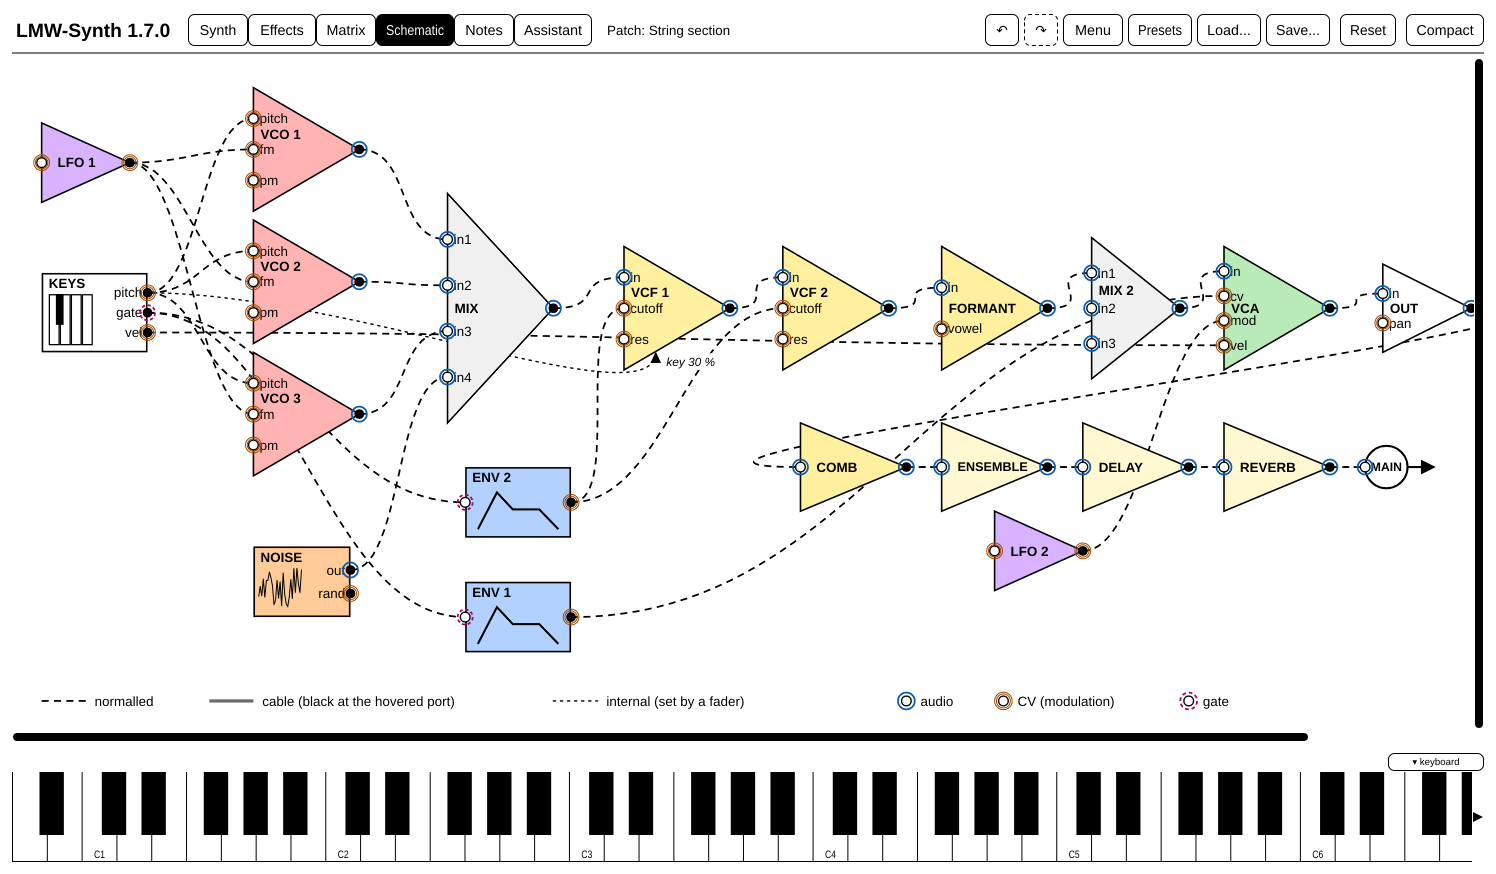 LMW-Synth 1.7.0 Synth Effects Matrix Schematic Notes Assistant Patch: String section ↶ ↷ Menu Presets Load... Save... Reset Compact
LFO 1
VCO 1
pitch
fm
pm
KEYS
pitch
gate
vel
VCO 2
pitch
fm
pm
VCO 3
pitch
fm
pm
MIX
in1
in2
in3
in4
VCF 1
in
cutoff
res
key 30 %
VCF 2
in
cutoff
res
FORMANT
in
vowel
MIX 2
in1
in2
in3
VCA
in
cv
mod
vel
OUT
in
pan
ENV 2
COMB
ENSEMBLE
DELAY
REVERB
MAIN
LFO 2
NOISE
out
rand
ENV 1
normalled cable (black at the hovered port) internal (set by a fader) audio CV (modulation) gate
▾ keyboard
C1 C2 C3 C4 C5 C6